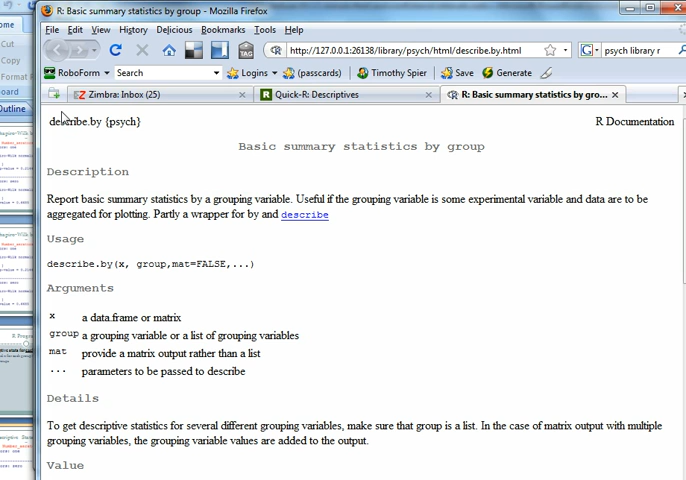 R: Basic summary statistics by group - Mozilla Firefox
File Edit View History Delicious Bookmarks Tools Help
http://127.0.0.1:26138/library/psych/html/describe.by.html
psych library r
RoboForm Search Logins (passcards) Timothy Spier Save Generate
Zimbra: Inbox (25) Quick-R: Descriptives R: Basic summary statistics by gro...
describe.by {psych} R Documentation
Basic summary statistics by group
Description
Report basic summary statistics by a grouping variable. Useful if the grouping variable is some experimental variable and data are to be
aggregated for plotting. Partly a wrapper for by and describe
Usage
describe.by(x, group,mat=FALSE,...)
Arguments
x a data.frame or matrix
group a grouping variable or a list of grouping variables
mat provide a matrix output rather than a list
... parameters to be passed to describe
Details
To get descriptive statistics for several different grouping variables, make sure that group is a list. In the case of matrix output with multiple
grouping variables, the grouping variable values are added to the output.
Value
ome
Cut
Copy
Format
oard
Outline